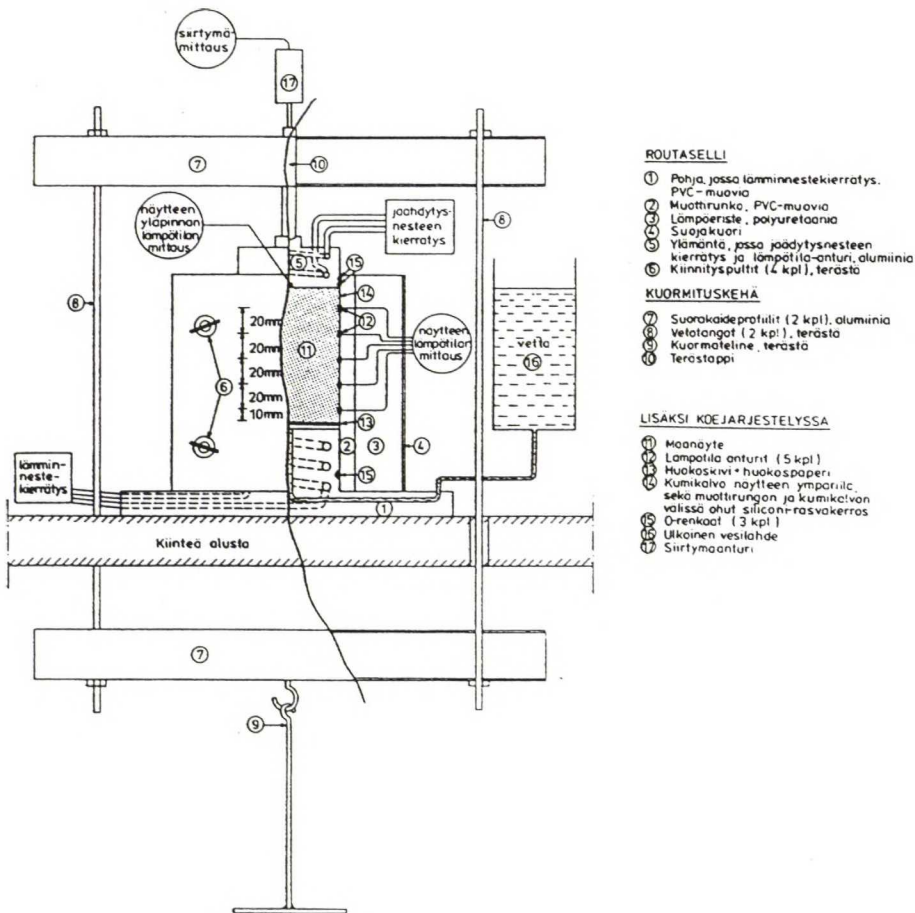 siirtymä-
mittaus
17
7
10
8
näytteen
yläpinnan
lämpötilan
mittaus
jäähdytys-
nesteen
kierrätys
5
15
14
12
8
20mm
20mm
20mm
20mm
10mm
11
6
näytteen
lämpötilan
mittaus
vettä
16
13
2
3
4
15
lämmin-
neste-
kierrätys
1
Kiinteä alusta
7
9
ROUTASELLI
1 Pohja, jossa lämminnestekierrätys,
PVC-muovia
2 Muottirunko, PVC-muovia
3 Lämpöeriste, polyuretaania
4 Suojakuori
5 Ylämäntä, jossa jäädytysnesteen
kierrätys ja lämpötila-anturi, alumiinia
6 Kiinnityspultit (4 kpl), terästä
KUORMITUSKEHÄ
7 Suorakaideprofiilit (2 kpl), alumiinia
8 Vetotangot (2 kpl), terästä
9 Kuormateline, terästä
10 Terästappi
LISÄKSI KOEJÄRJESTELYSSÄ
11 Maanäyte
12 Lämpötila anturit (5 kpl)
13 Huokoskivi + huokospaperi
14 Kumikalvo näytteen ympärillä,
sekä muottirungon ja kumikalvon
välissä ohut siliconi-rasvakerros
15 O-renkaat (3 kpl)
16 Ulkoinen vesilähde
17 Siirtymäanturi